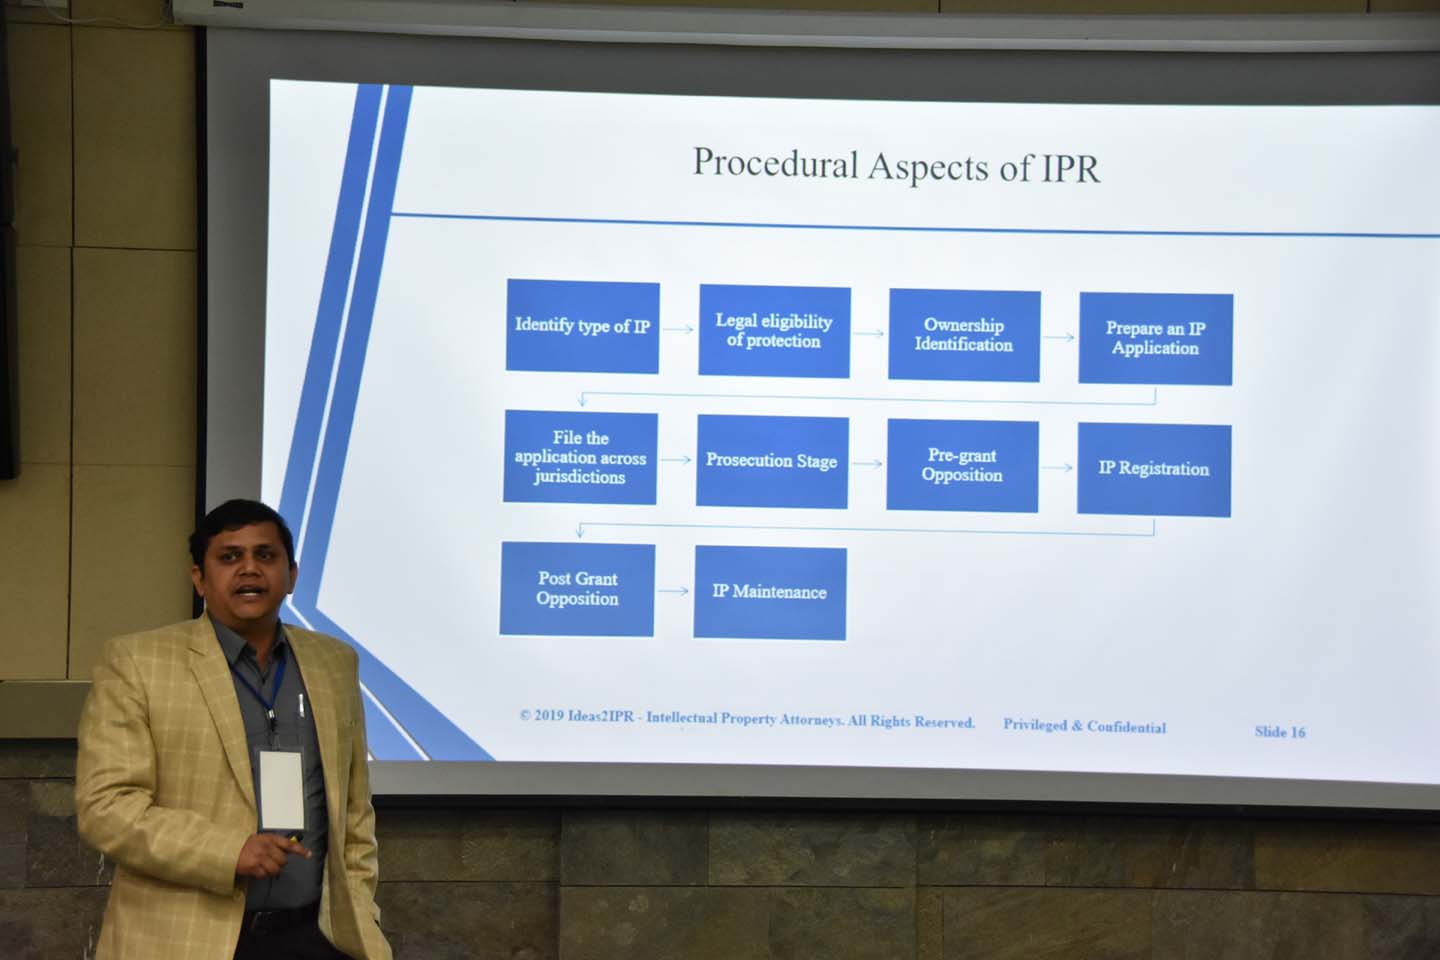 Procedural Aspects of IPR
Identify type of IP
Legal eligibility
of protection
Ownership
Identification
Prepare an IP
Application
File the
application across
jurisdictions
Prosecution Stage
Pre-grant
Opposition
IP Registration
Post Grant
Opposition
IP Maintenance
© 2019 Ideas2IPR - Intellectual Property Attorneys. All Rights Reserved. Privileged & Confidential Slide 16